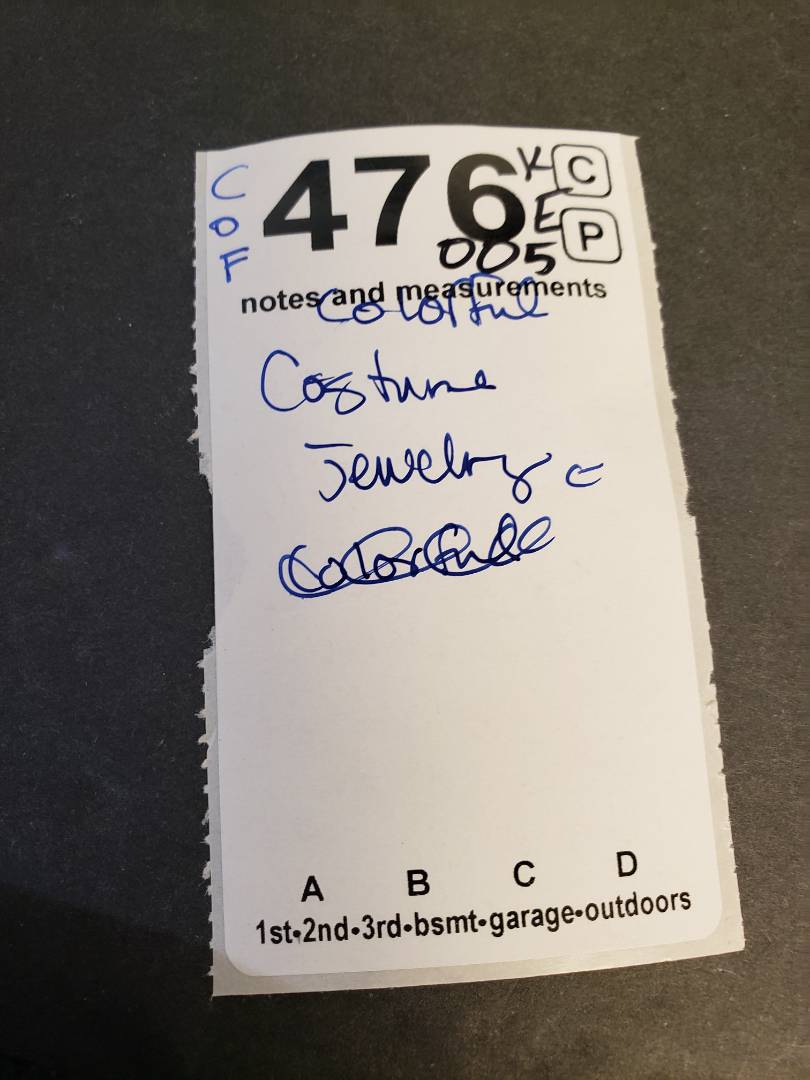 C
O
F
476
K
C
E
P
005
notes and measurements
Colorful
Costume
Jewelry
A B C D
1st•2nd•3rd•bsmt•garage•outdoors